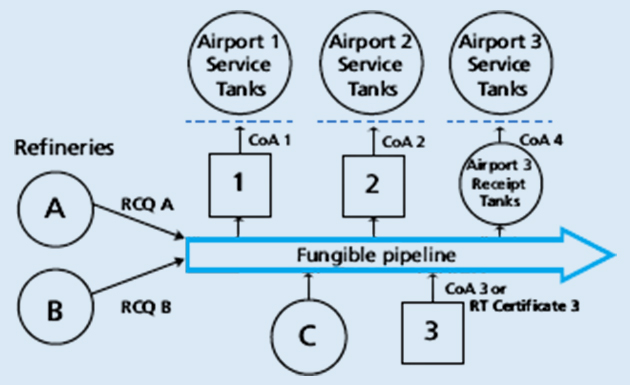 Airport 1
Service
Tanks
Airport 2
Service
Tanks
Airport 3
Service
Tanks
CoA 1
CoA 2
CoA 4
Refineries
1
2
Airport 3
Receipt
Tanks
A
RCQ A
Fungible pipeline
B
RCQ B
C
3
CoA 3 or
RT Certificate 3